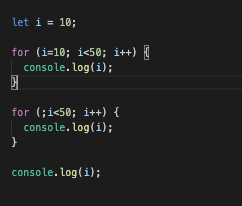 let i = 10;
for (i=10; i<50; i++) {
  console.log(i);
}
for (;i<50; i++) {
  console.log(i);
}
console.log(i);